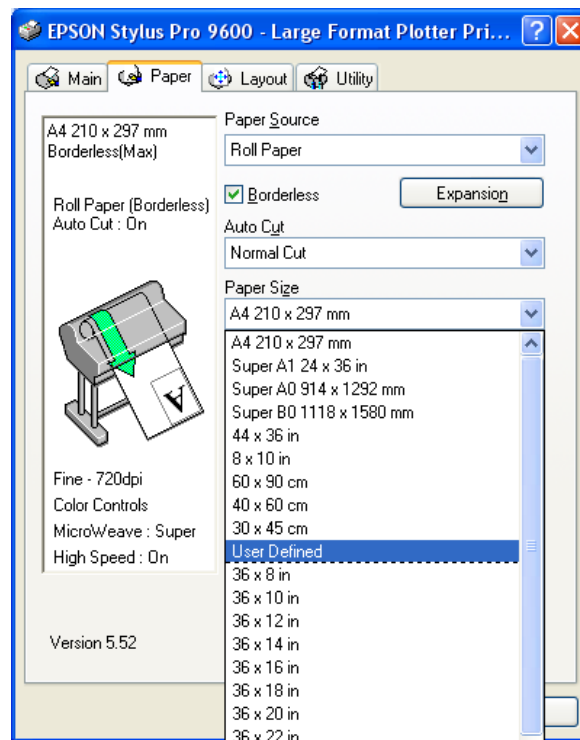 EPSON Stylus Pro 9600 - Large Format Plotter Pri...
Main
Paper
Layout
Utility
A4 210 x 297 mm
Borderless(Max)
Roll Paper (Borderless)
Auto Cut : On
A
Fine - 720dpi
Color Controls
MicroWeave : Super
High Speed : On
Version 5.52
Paper Source
Roll Paper
Borderless
Expansion
Auto Cut
Normal Cut
Paper Size
A4 210 x 297 mm
A4 210 x 297 mm
Super A1 24 x 36 in
Super A0 914 x 1292 mm
Super B0 1118 x 1580 mm
44 x 36 in
8 x 10 in
60 x 90 cm
40 x 60 cm
30 x 45 cm
User Defined
36 x 8 in
36 x 10 in
36 x 12 in
36 x 14 in
36 x 16 in
36 x 18 in
36 x 20 in
36 x 22 in